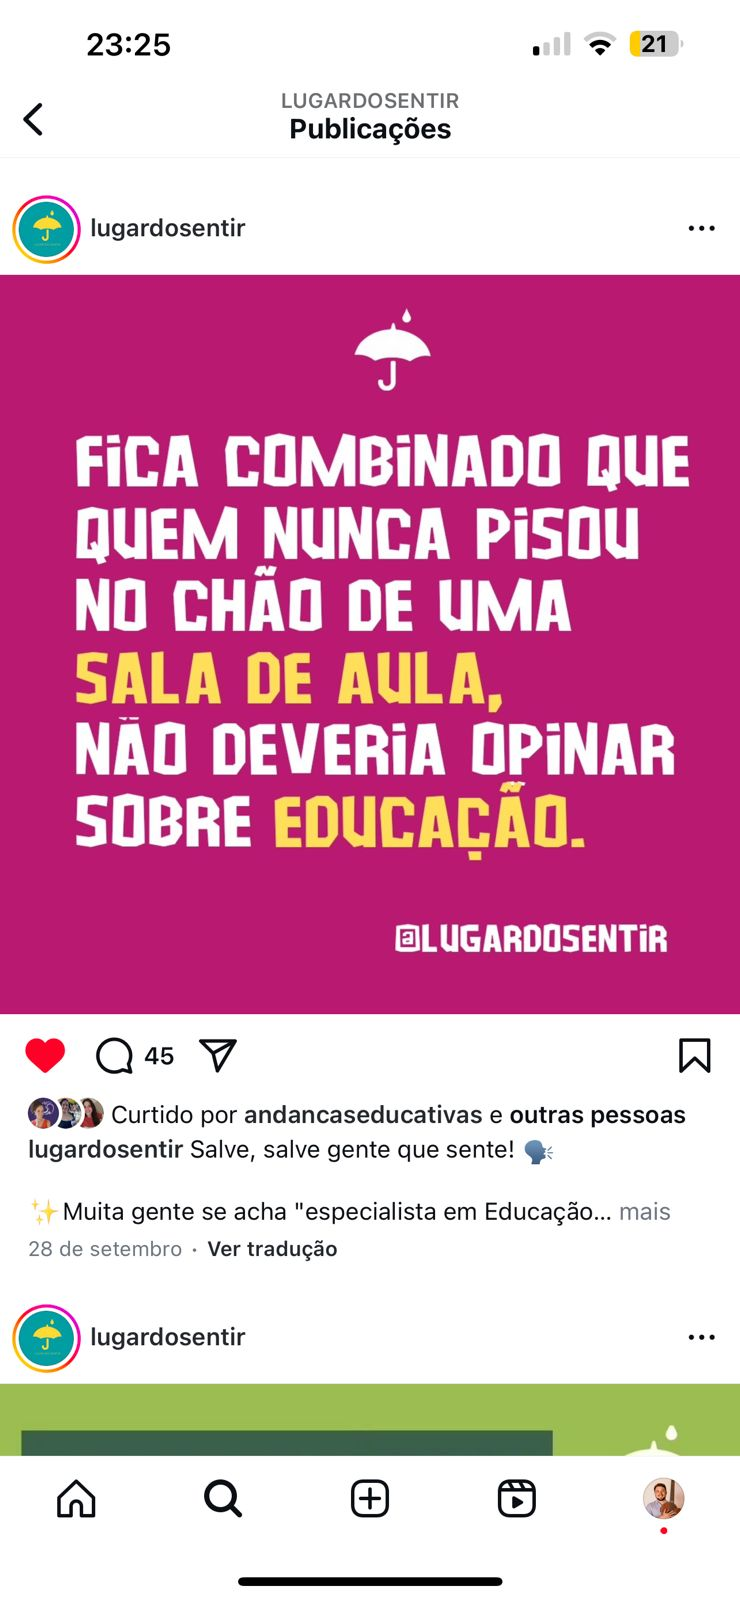 23:25
21
LUGARDOSENTIR
Publicações
lugardosentir
FICA COMBINADO QUE
QUEM NUNCA PISOU
NO CHÃO DE UMA
SALA DE AULA,
NÃO DEVERIA OPINAR
SOBRE EDUCAÇÃO.
@LUGARDOSENTIR
45
Curtido por andancaseducativas e outras pessoas
lugardosentir Salve, salve gente que sente! 🗣️
✨Muita gente se acha "especialista em Educação... mais
28 de setembro · Ver tradução
lugardosentir